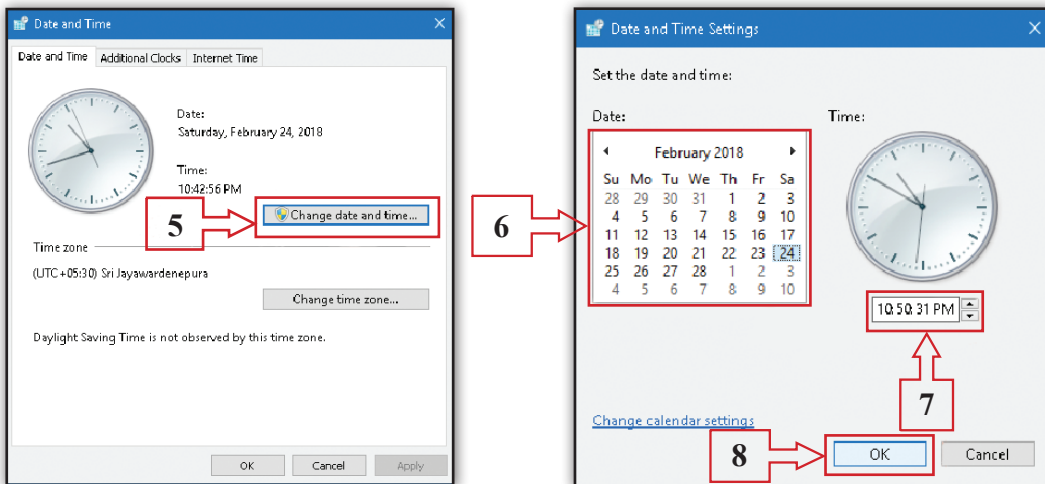 Date and Time
Date and Time Additional Clocks Internet Time
Date:
Saturday, February 24, 2018
Time:
10:42:56 PM
5
Change date and time...
Time zone
(UTC+05:30) Sri Jayawardenepura
Change time zone...
Daylight Saving Time is not observed by this time zone.
OK Cancel Apply
Date and Time Settings
Set the date and time:
Date:
6
February 2018
Su Mo Tu We Th Fr Sa
28 29 30 31 1 2 3
4 5 6 7 8 9 10
11 12 13 14 15 16 17
18 19 20 21 22 23 24
25 26 27 28 1 2 3
4 5 6 7 8 9 10
Time:
10:50:31 PM
7
Change calendar settings
8
OK Cancel